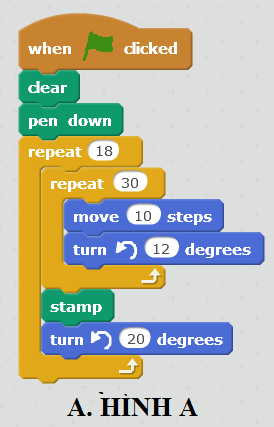 when clicked
clear
pen down
repeat 18
repeat 30
move 10 steps
turn 12 degrees
stamp
turn 20 degrees
A. HÌNH A